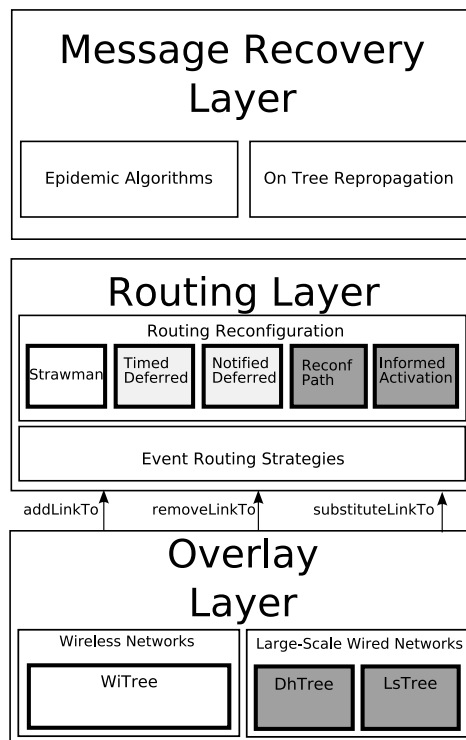 Message Recovery
Layer
Epidemic Algorithms
On Tree Repropagation
Routing Layer
Routing Reconfiguration
Strawman
Timed
Deferred
Notified
Deferred
Reconf
Path
Informed
Activation
Event Routing Strategies
addLinkTo
removeLinkTo
substituteLinkTo
Overlay
Layer
Wireless Networks
WiTree
Large-Scale Wired Networks
DhTree
LsTree